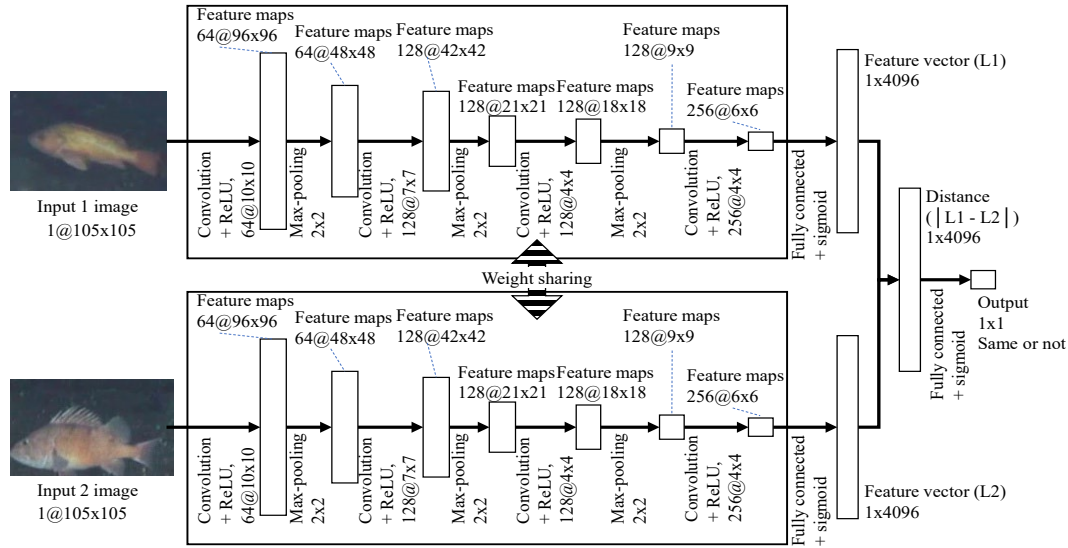 Feature maps
64@96x96
Feature maps
64@48x48
Feature maps
128@42x42
Feature maps
128@21x21
Feature maps
128@18x18
Feature maps
128@9x9
Feature maps
256@6x6
Feature vector (L1)
1x4096
Input 1 image
1@105x105
Convolution
+ ReLU,
64@10x10
Max-pooling
2x2
Convolution
+ ReLU,
128@7x7
Max-pooling
2x2
Convolution
+ ReLU,
128@4x4
Max-pooling
2x2
Convolution
+ ReLU,
256@4x4
Fully connected
+ sigmoid
Distance
(|L1 - L2|)
1x4096
Weight sharing
Fully connected
+ sigmoid
Output
1x1
Same or not
Feature maps
64@96x96
Feature maps
64@48x48
Feature maps
128@42x42
Feature maps
128@21x21
Feature maps
128@18x18
Feature maps
128@9x9
Feature maps
256@6x6
Input 2 image
1@105x105
Convolution
+ ReLU,
64@10x10
Max-pooling
2x2
Convolution
+ ReLU,
128@7x7
Max-pooling
2x2
Convolution
+ ReLU,
128@4x4
Max-pooling
2x2
Convolution
+ ReLU,
256@4x4
Fully connected
+ sigmoid
Feature vector (L2)
1x4096